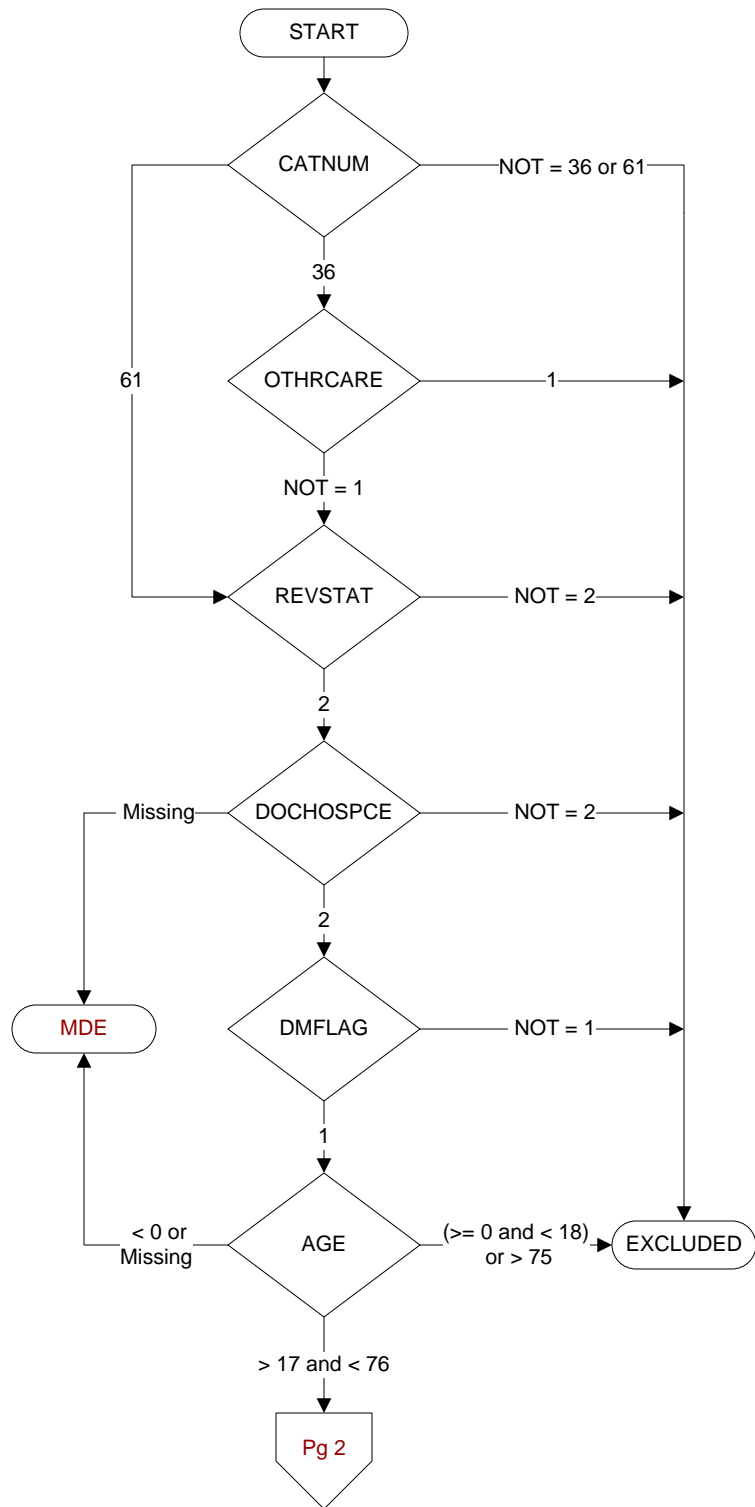 START
CATNUM
NOT = 36 or 61
36
61
OTHRCARE
1
NOT = 1
REVSTAT
NOT = 2
2
Missing
DOCHOSPCE
NOT = 2
2
MDE
DMFLAG
NOT = 1
1
< 0 or
Missing
AGE
(>= 0 and < 18)
or > 75
EXCLUDED
> 17 and < 76
Pg 2